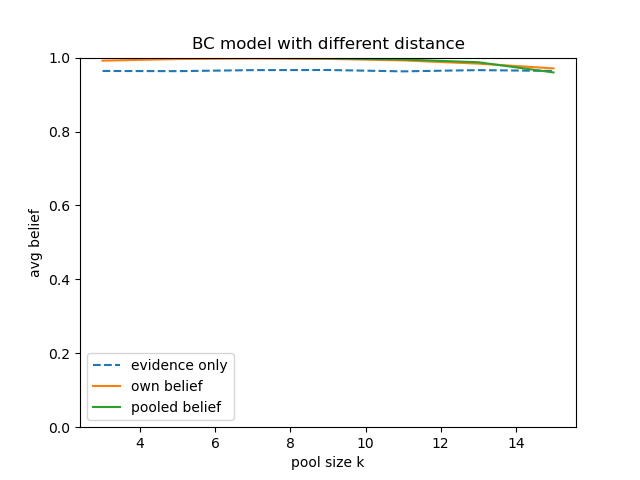 BC model with different distance
avg belief
1.0
0.8
0.6
0.4
0.2
0.0
evidence only
own belief
pooled belief
4 6 8 10 12 14
pool size k